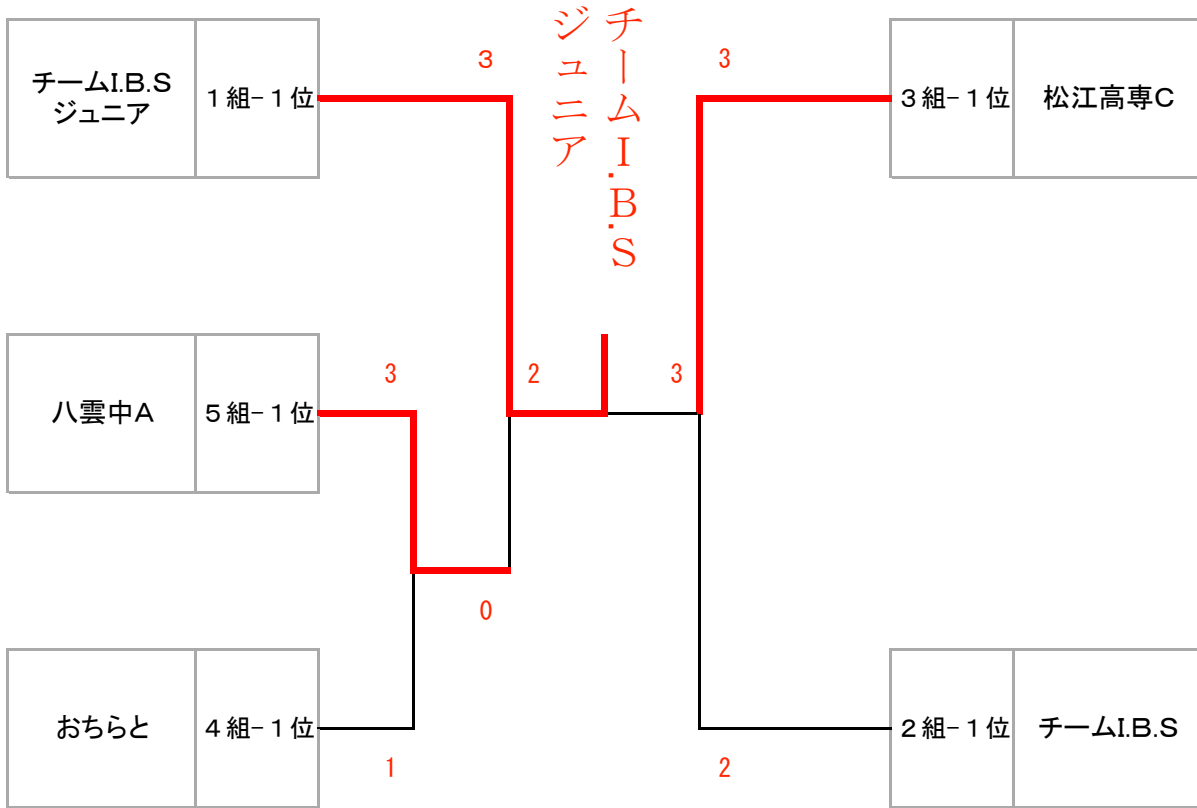 チームI.B.S
ジュニア
1組-1位
3
チームI.B.S
ジュニア
3
3組-1位
松江高専C
八雲中A
5組-1位
3
2
3
0
おちらと
4組-1位
1
2
2組-1位
チームI.B.S